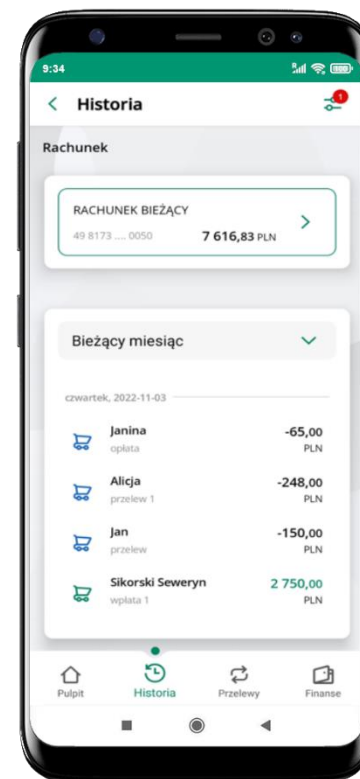 9:34
Historia
1
Rachunek
RACHUNEK BIEŻĄCY
49 8173 .... 0050 7 616,83 PLN
Bieżący miesiąc
czwartek, 2022-11-03
Janina -65,00
opłata PLN
Alicja -248,00
przelew 1 PLN
Jan -150,00
przelew PLN
Sikorski Seweryn 2 750,00
wpłata 1 PLN
Pulpit Historia Przelewy Finanse